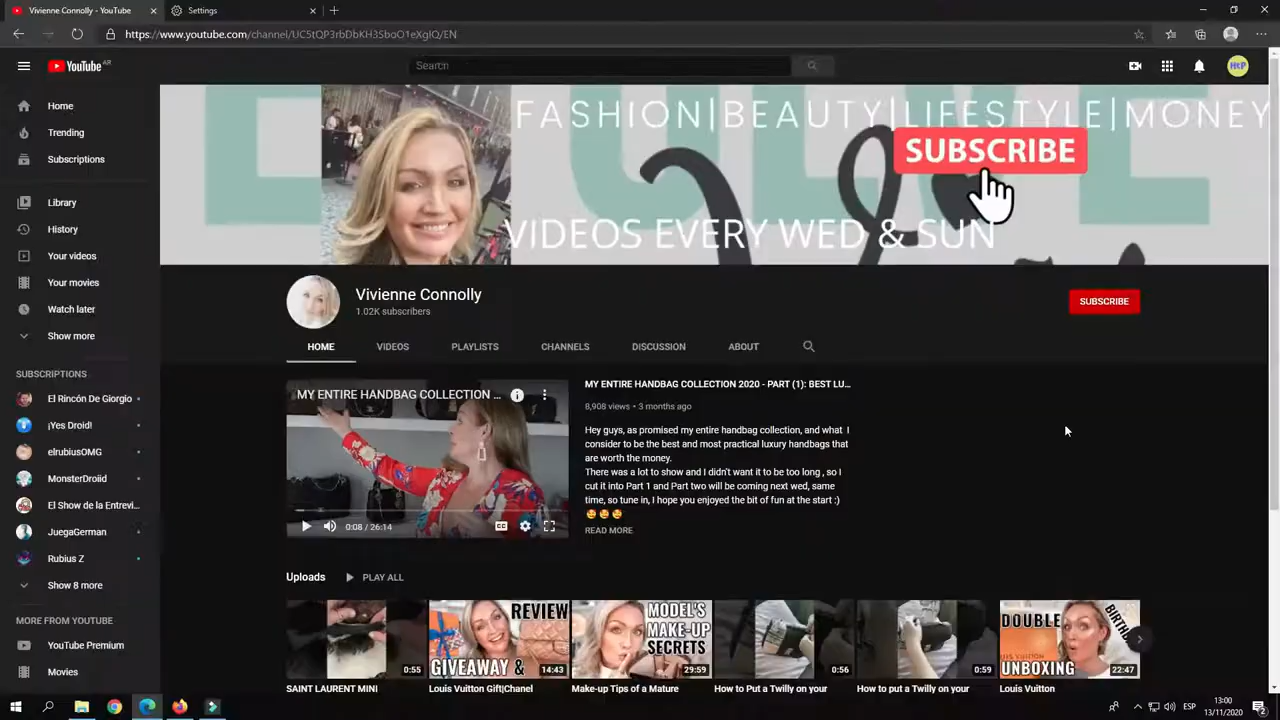 Vivienne Connolly - YouTube
Settings
https://www.youtube.com/channel/UC5tQP3rbDbKH3SboO1eXgIQ/EN
YouTube AR
Search
HtP
Home
Trending
Subscriptions
Library
History
Your videos
Your movies
Watch later
Show more
SUBSCRIPTIONS
El Rincón De Giorgio
¡Yes Droid!
elrubiusOMG
MonsterDroiid
El Show de la Entrevi...
JuegaGerman
Rubius Z
Show 8 more
MORE FROM YOUTUBE
YouTube Premium
Movies
FASHION|BEAUTY|LIFESTYLE|MONEY
SUBSCRIBE
VIDEOS EVERY WED & SUN
Vivienne Connolly
1.02K subscribers
SUBSCRIBE
HOME
VIDEOS
PLAYLISTS
CHANNELS
DISCUSSION
ABOUT
MY ENTIRE HANDBAG COLLECTION ...
0:08 / 26:14
MY ENTIRE HANDBAG COLLECTION 2020 - PART (1): BEST LU...
8,908 views • 3 months ago
Hey guys, as promised my entire handbag collection, and what I
consider to be the best and most practical luxury handbags that
are worth the money.
There was a lot to show and I didn't want it to be too long , so I
cut it into Part 1 and Part two will be coming next wed, same
time, so tune in, I hope you enjoyed the bit of fun at the start :)
READ MORE
Uploads
PLAY ALL
0:55
REVIEW
GIVEAWAY &
14:43
MODEL'S
MAKE-UP
SECRETS
29:59
0:56
0:59
DOUBLE
BIRTH
UNBOXING
22:47
SAINT LAURENT MINI
Louis Vuitton Gift|Chanel
Make-up Tips of a Mature
How to Put a Twilly on your
How to put a Twilly on your
Louis Vuitton
ESP
13:00
13/11/2020
2